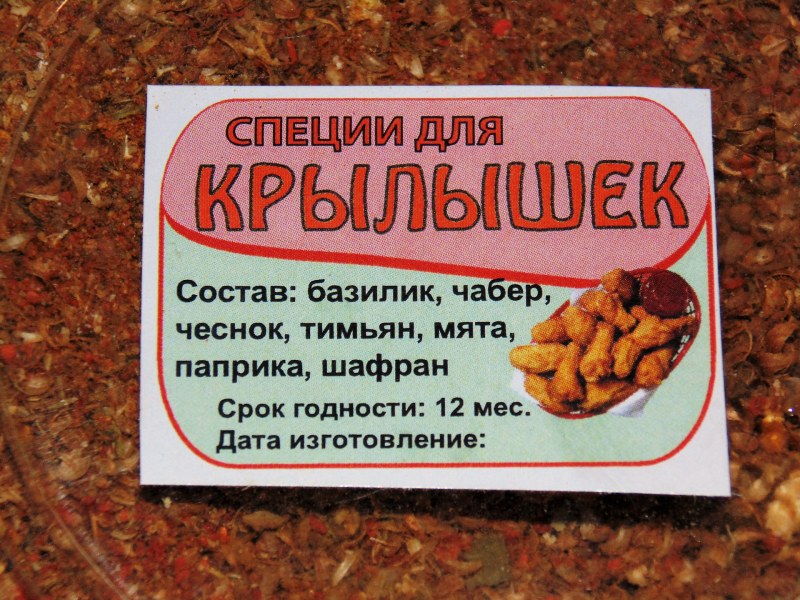 СПЕЦИИ ДЛЯ
КРЫЛЫШЕК
Состав: базилик, чабер,
чеснок, тимьян, мята,
паприка, шафран
Срок годности: 12 мес.
Дата изготовление: